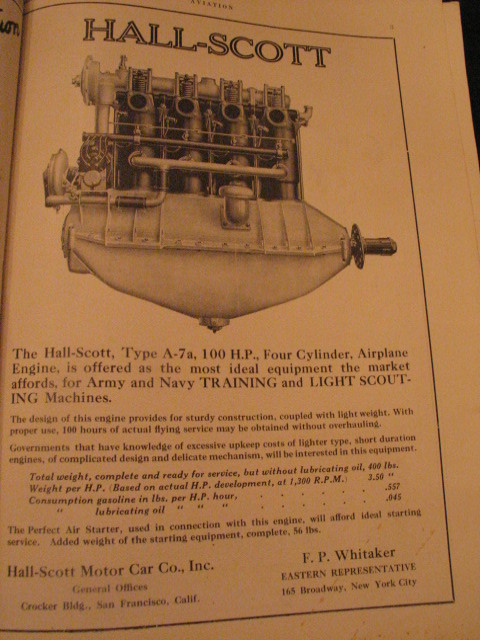 AVIATION
HALL-SCOTT
The Hall-Scott, Type A-7a, 100 H.P., Four Cylinder, Airplane
Engine, is offered as the most ideal equipment the market
affords, for Army and Navy TRAINING and LIGHT SCOUT-
ING Machines.
The design of this engine provides for sturdy construction, coupled with light weight. With
proper use, 100 hours of actual flying service may be obtained without overhauling.
Governments that have knowledge of excessive upkeep costs of lighter type, short duration
engines, of complicated design and delicate mechanism, will be interested in this equipment.
Total weight, complete and ready for service, but without lubricating oil, 400 lbs.
Weight per H.P. (Based on actual H.P. development, at 1,300 R.P.M.) 3.50 "
Consumption gasoline in lbs. per H.P. hour, . . . . . .557
" lubricating oil " " " . . . . . .045
The Perfect Air Starter, used in connection with this engine, will afford ideal starting
service. Added weight of the starting equipment, complete, 56 lbs.
Hall-Scott Motor Car Co., Inc.
General Offices
Crocker Bldg., San Francisco, Calif.
F. P. Whitaker
EASTERN REPRESENTATIVE
165 Broadway, New York City